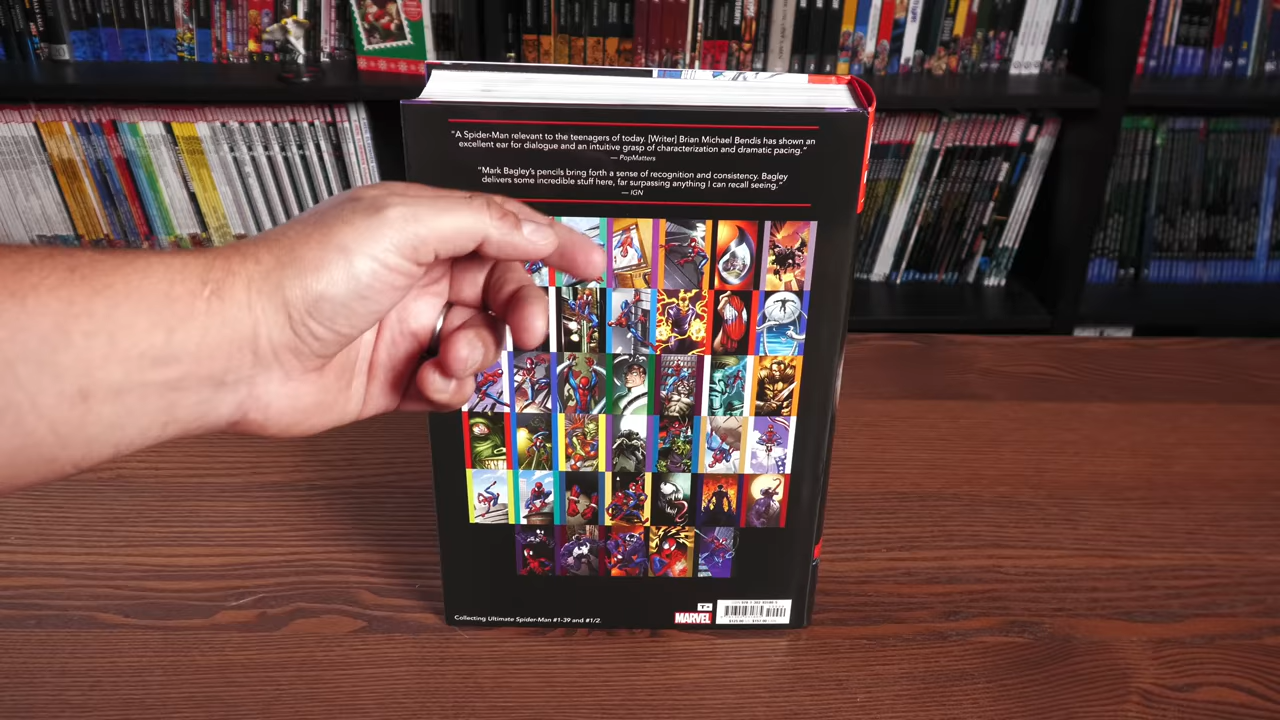 "A Spider-Man relevant to the teenagers of today. [Writer] Brian Michael Bendis has shown an
excellent ear for dialogue and an intuitive grasp of characterization and dramatic pacing."
— PopMatters
"Mark Bagley's pencils bring forth a sense of recognition and consistency. Bagley
delivers some incredible stuff here, far surpassing anything I can recall seeing."
— IGN
Collecting Ultimate Spider-Man #1-39 and #1/2.
T+
MARVEL